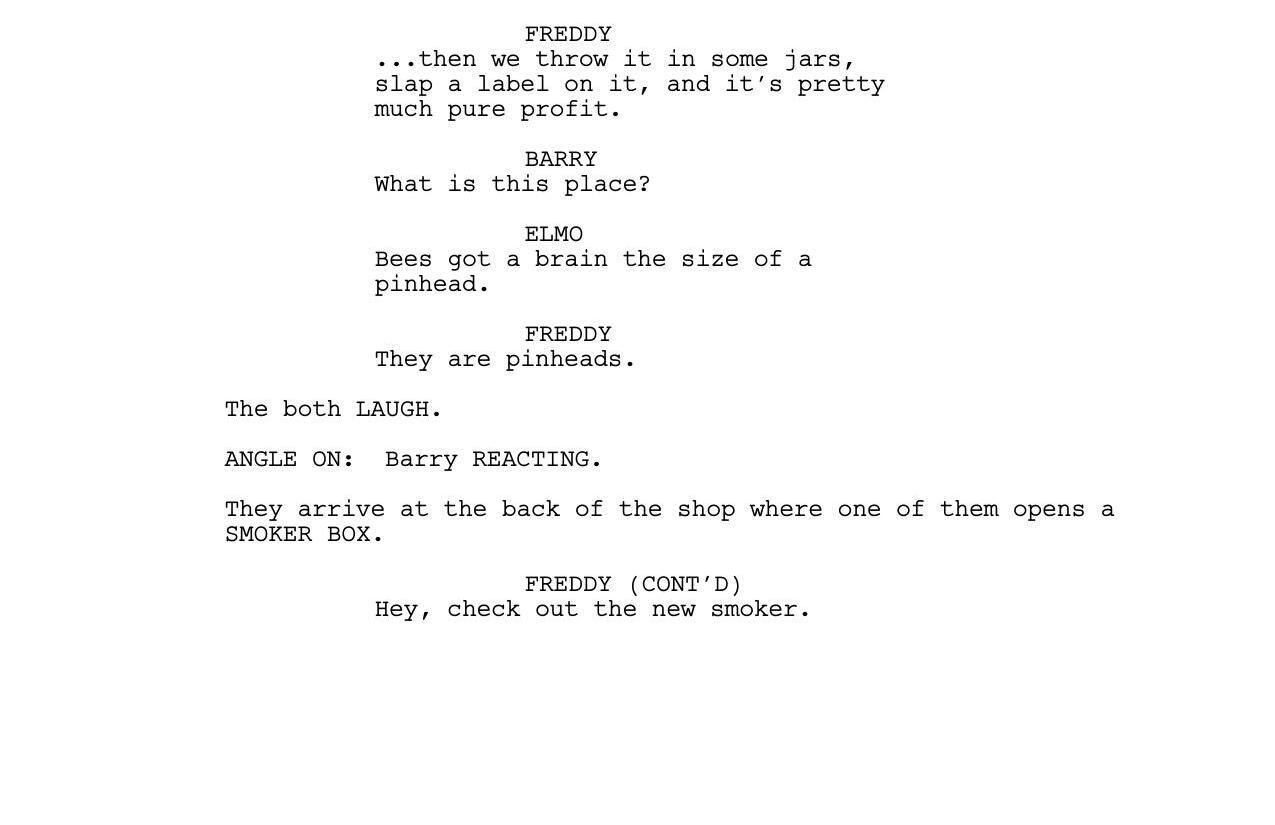 FREDDY
...then we throw it in some jars,
slap a label on it, and it's pretty
much pure profit.
BARRY
What is this place?
ELMO
Bees got a brain the size of a
pinhead.
FREDDY
They are pinheads.
The both LAUGH.
ANGLE ON:  Barry REACTING.
They arrive at the back of the shop where one of them opens a
SMOKER BOX.
FREDDY (CONT'D)
Hey, check out the new smoker.